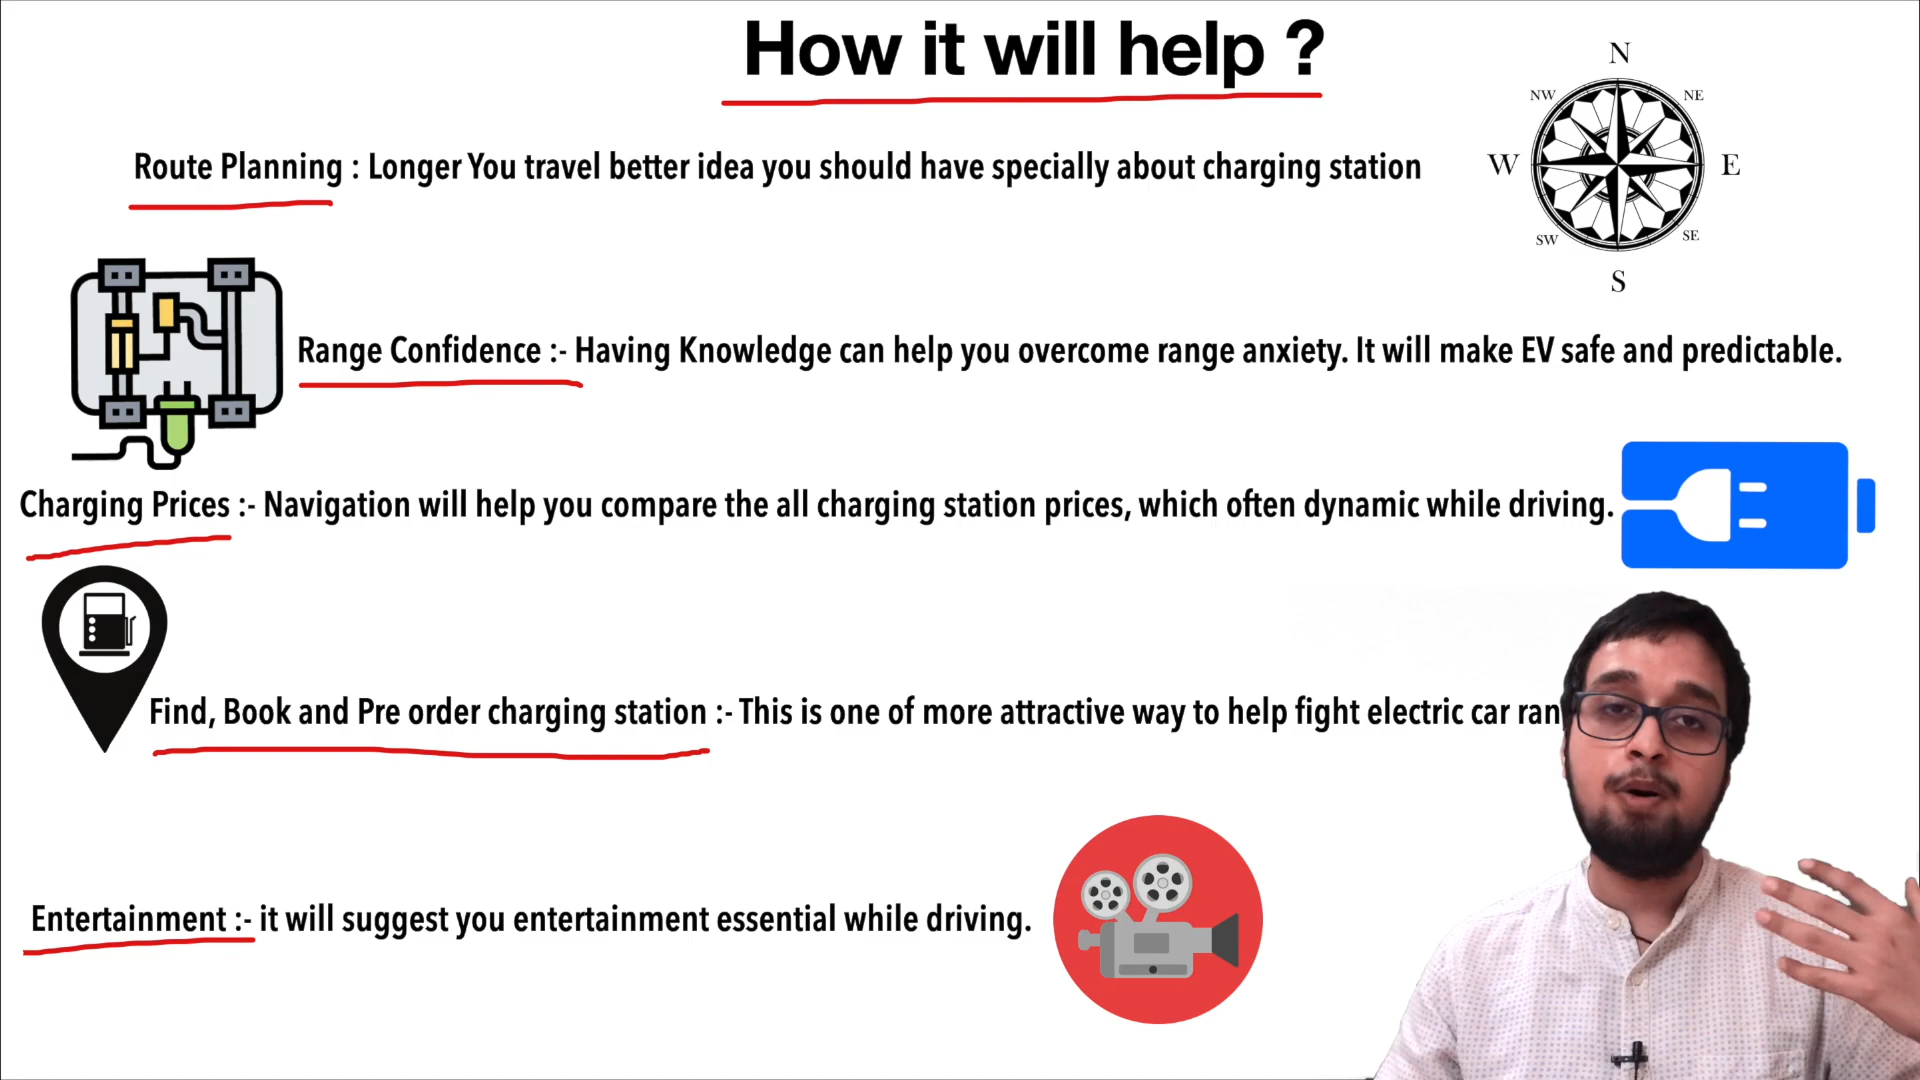 How it will help ?
N
NW NE
W E
SW SE
S
Route Planning : Longer You travel better idea you should have specially about charging station
Range Confidence :- Having Knowledge can help you overcome range anxiety. It will make EV safe and predictable.
Charging Prices :- Navigation will help you compare the all charging station prices, which often dynamic while driving.
Find, Book and Pre order charging station :- This is one of more attractive way to help fight electric car
Entertainment :- it will suggest you entertainment essential while driving.